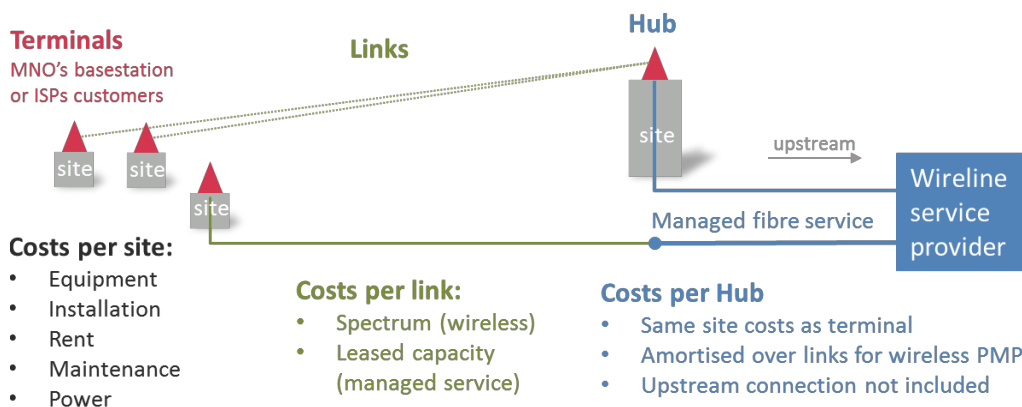 Terminals
MNO's basestation
or ISPs customers
Links
Hub
site
site
site
site
upstream
Wireline
service
provider
Managed fibre service
Costs per site:
• Equipment
• Installation
• Rent
• Maintenance
• Power
Costs per link:
• Spectrum (wireless)
• Leased capacity
(managed service)
Costs per Hub
• Same site costs as terminal
• Amortised over links for wireless PMP
• Upstream connection not included